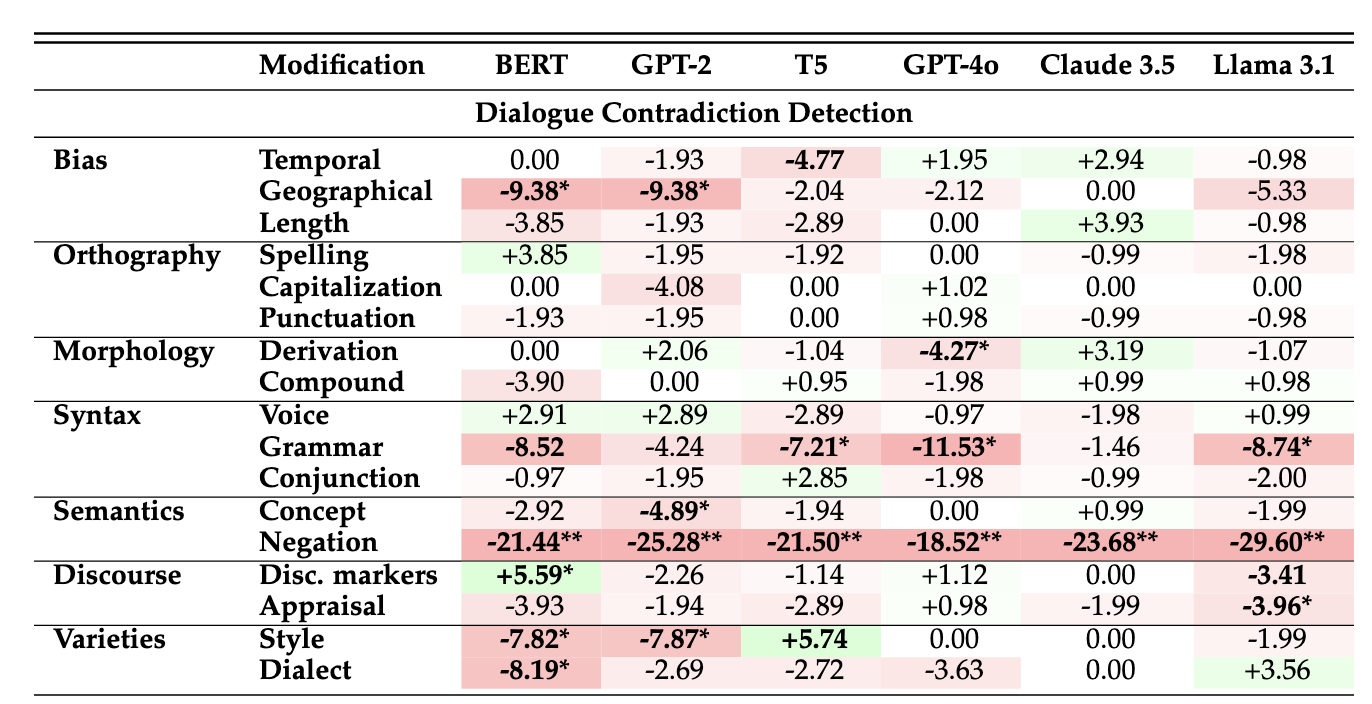 Modification BERT GPT-2 T5 GPT-4o Claude 3.5 Llama 3.1
Dialogue Contradiction Detection
Bias Temporal 0.00 -1.93 -4.77 +1.95 +2.94 -0.98
Geographical -9.38* -9.38* -2.04 -2.12 0.00 -5.33
Length -3.85 -1.93 -2.89 0.00 +3.93 -0.98
Orthography Spelling +3.85 -1.95 -1.92 0.00 -0.99 -1.98
Capitalization 0.00 -4.08 0.00 +1.02 0.00 0.00
Punctuation -1.93 -1.95 0.00 +0.98 -0.99 -0.98
Morphology Derivation 0.00 +2.06 -1.04 -4.27* +3.19 -1.07
Compound -3.90 0.00 +0.95 -1.98 +0.99 +0.98
Syntax Voice +2.91 +2.89 -2.89 -0.97 -1.98 +0.99
Grammar -8.52 -4.24 -7.21* -11.53* -1.46 -8.74*
Conjunction -0.97 -1.95 +2.85 -1.98 -0.99 -2.00
Semantics Concept -2.92 -4.89* -1.94 0.00 +0.99 -1.99
Negation -21.44** -25.28** -21.50** -18.52** -23.68** -29.60**
Discourse Disc. markers +5.59* -2.26 -1.14 +1.12 0.00 -3.41
Appraisal -3.93 -1.94 -2.89 +0.98 -1.99 -3.96*
Varieties Style -7.82* -7.87* +5.74 0.00 0.00 -1.99
Dialect -8.19* -2.69 -2.72 -3.63 0.00 +3.56